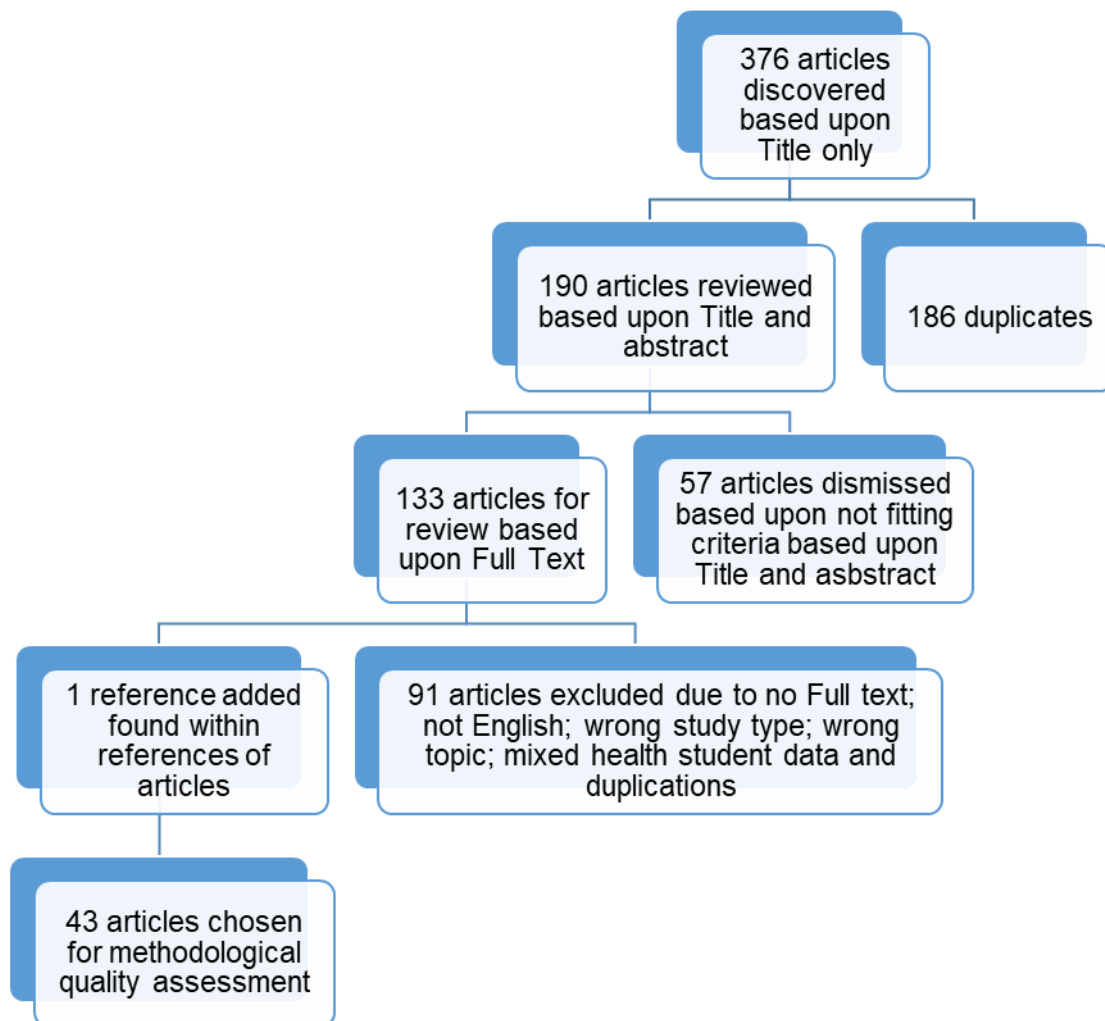 376 articles
discovered
based upon
Title only
190 articles reviewed
based upon Title and
abstract
186 duplicates
133 articles for
review based
upon Full Text
57 articles dismissed
based upon not fitting
criteria based upon
Title and asbstract
1 reference added
found within
references of
articles
91 articles excluded due to no Full text;
not English; wrong study type; wrong
topic; mixed health student data and
duplications
43 articles chosen
for methodological
quality assessment